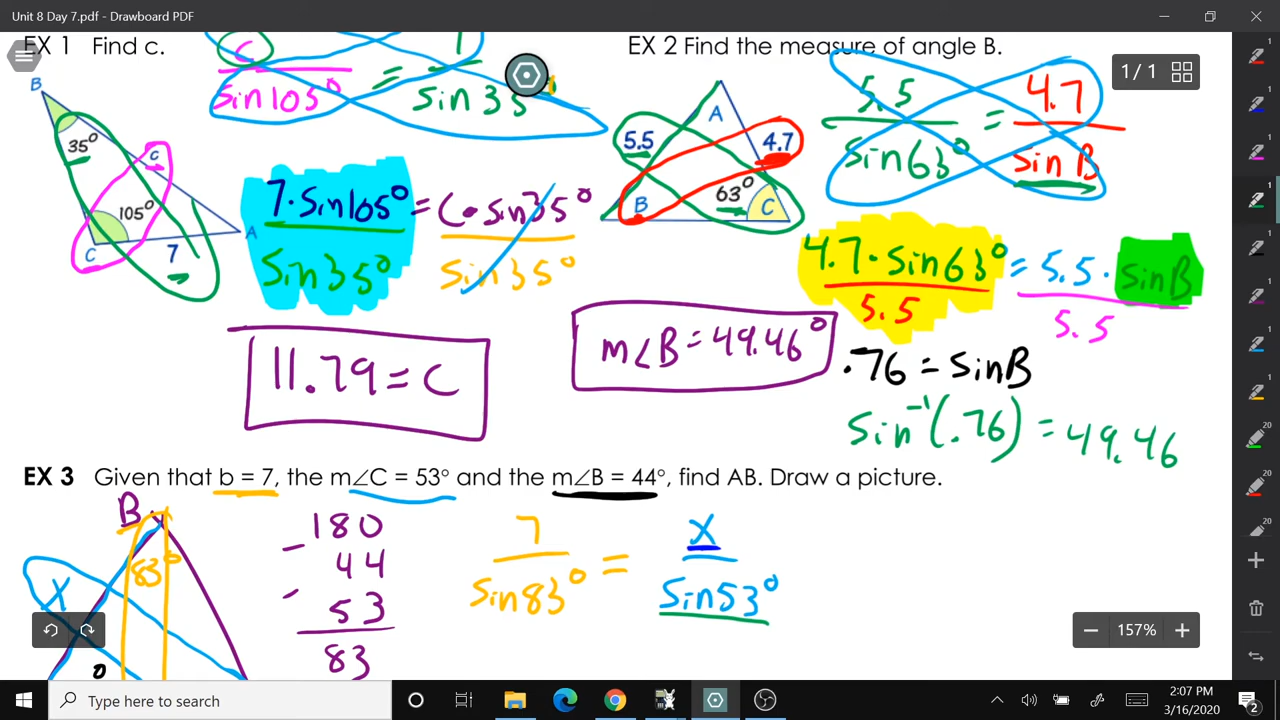 Unit 8 Day 7.pdf - Drawboard PDF
EX 1 Find c.
c
1
sin105° = sin35°
B
35°
c
105°
C
7
A
7·sin105° = c•sin35°
sin35° sin35°
11.79 = C
EX 2 Find the measure of angle B.
1/1
A
5.5
4.7
B
63°
C
5.5 = 4.7
sin63° sin B
4.7·sin63° = 5.5·sinB
5.5 5.5
m∠B = 49.46°
.76 = sinB
sin⁻¹(.76) = 49.46
EX 3 Given that b = 7, the m∠C = 53° and the m∠B = 44°, find AB. Draw a picture.
B
83°
x
180
- 44
- 53
83
7 = x
sin83° sin53°
157%
Type here to search
2:07 PM
3/16/2020
2